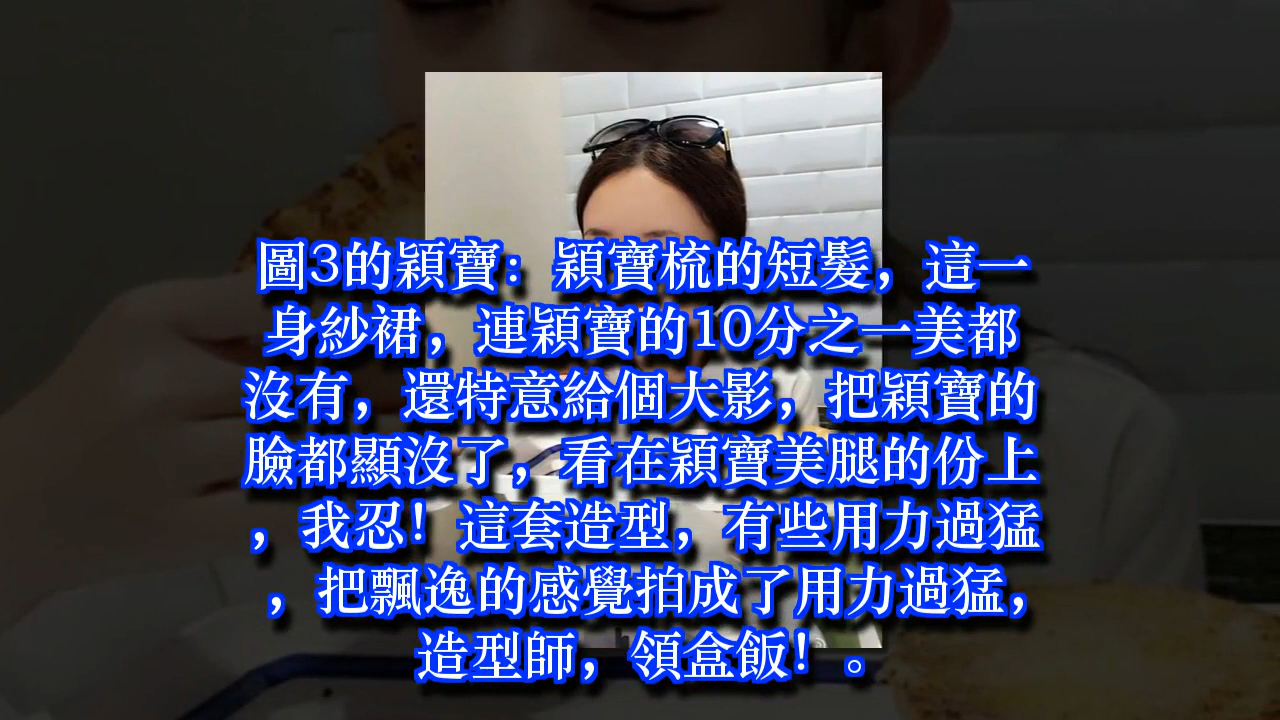 圖3的穎寶：穎寶梳的短髮，這一
身紗裙，連穎寶的10分之一美都
沒有，還特意給個大影，把穎寶的
臉都顯沒了，看在穎寶美腿的份上
，我忍！這套造型，有些用力過猛
，把飄逸的感覺拍成了用力過猛，
造型師，領盒飯！。